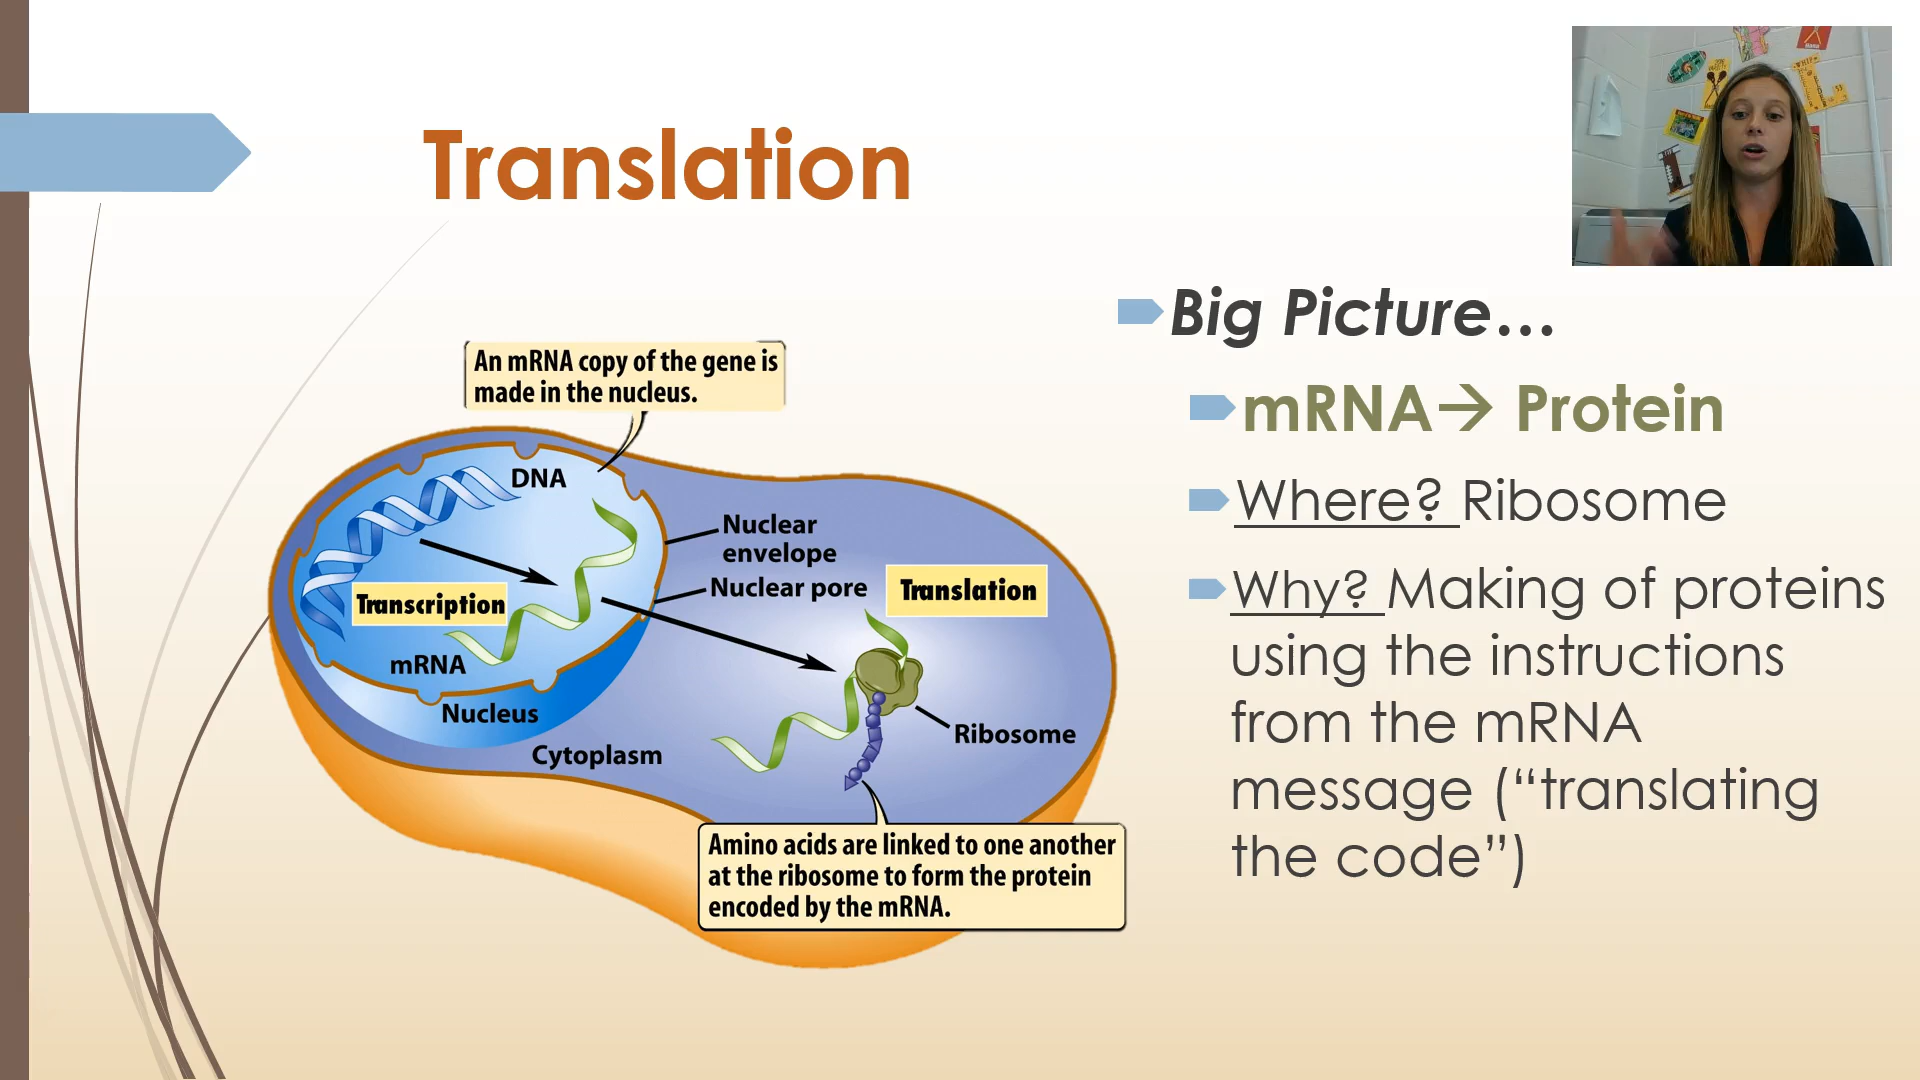 Translation
An mRNA copy of the gene is
made in the nucleus.
DNA
Nuclear
envelope
Nuclear pore
Transcription
Translation
mRNA
Nucleus
Cytoplasm
Ribosome
Amino acids are linked to one another
at the ribosome to form the protein
encoded by the mRNA.
Big Picture…
mRNA→ Protein
Where? Ribosome
Why? Making of proteins
using the instructions
from the mRNA
message (“translating
the code”)